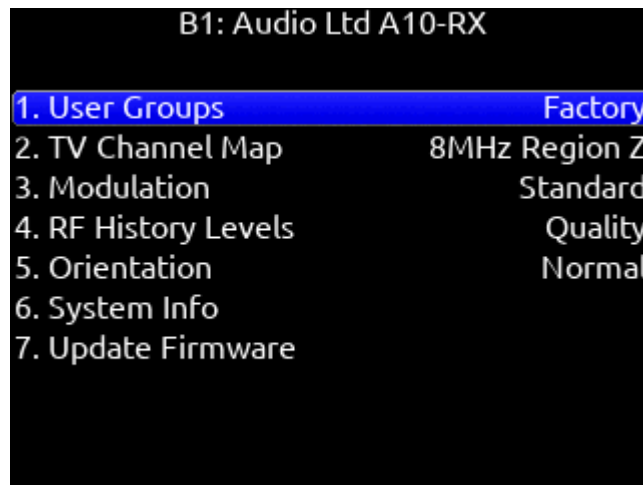 B1: Audio Ltd A10-RX
1. User Groups Factory
2. TV Channel Map 8MHz Region Z
3. Modulation Standard
4. RF History Levels Quality
5. Orientation Normal
6. System Info
7. Update Firmware